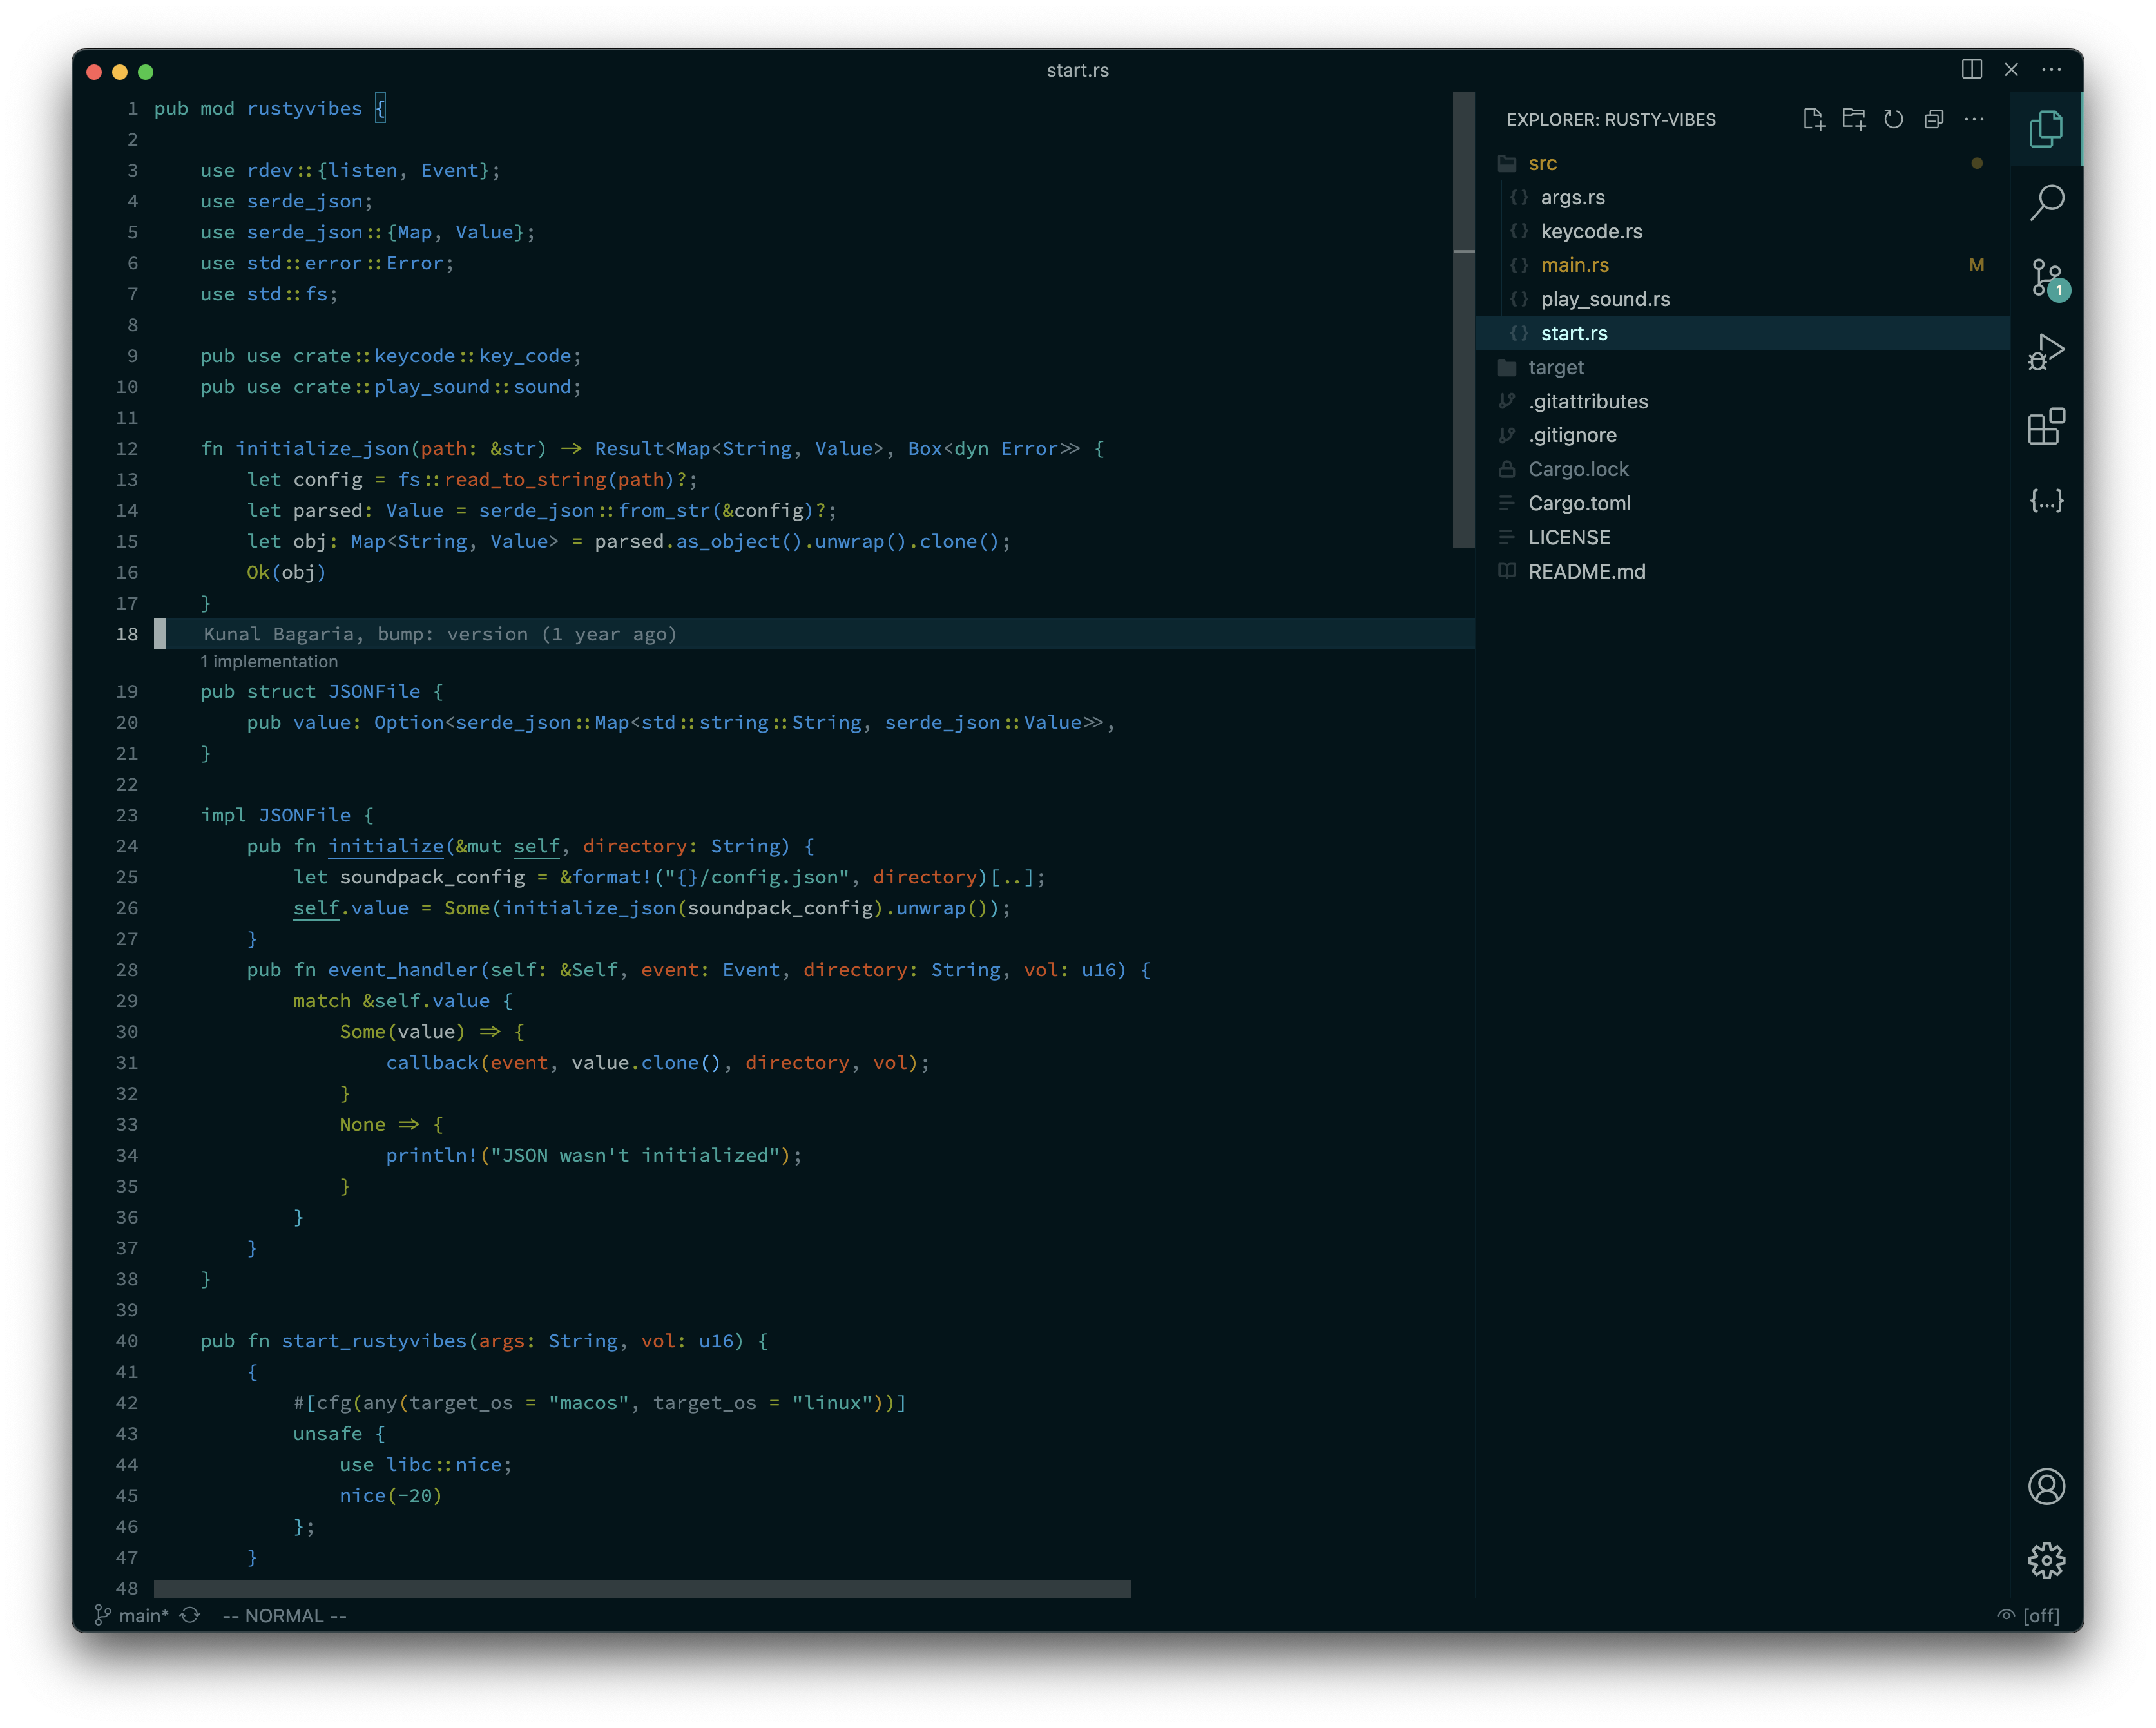 start.rs
1 pub mod rustyvibes {
2
3     use rdev::{listen, Event};
4     use serde_json;
5     use serde_json::{Map, Value};
6     use std::error::Error;
7     use std::fs;
8
9     pub use crate::keycode::key_code;
10     pub use crate::play_sound::sound;
11
12     fn initialize_json(path: &str) -> Result<Map<String, Value>, Box<dyn Error>> {
13         let config = fs::read_to_string(path)?;
14         let parsed: Value = serde_json::from_str(&config)?;
15         let obj: Map<String, Value> = parsed.as_object().unwrap().clone();
16         Ok(obj)
17     }
18     Kunal Bagaria, bump: version (1 year ago)
1 implementation
19     pub struct JSONFile {
20         pub value: Option<serde_json::Map<std::string::String, serde_json::Value>>,
21     }
22
23     impl JSONFile {
24         pub fn initialize(&mut self, directory: String) {
25             let soundpack_config = &format!("{}/config.json", directory)[..];
26             self.value = Some(initialize_json(soundpack_config).unwrap());
27         }
28         pub fn event_handler(self: &Self, event: Event, directory: String, vol: u16) {
29             match &self.value {
30                 Some(value) => {
31                     callback(event, value.clone(), directory, vol);
32                 }
33                 None => {
34                     println!("JSON wasn't initialized");
35                 }
36             }
37         }
38     }
39
40     pub fn start_rustyvibes(args: String, vol: u16) {
41         {
42             #[cfg(any(target_os = "macos", target_os = "linux"))]
43             unsafe {
44                 use libc::nice;
45                 nice(-20)
46             };
47         }
48
EXPLORER: RUSTY-VIBES
src
{} args.rs
{} keycode.rs
{} main.rs M
{} play_sound.rs
{} start.rs
target
.gitattributes
.gitignore
Cargo.lock
Cargo.toml
LICENSE
README.md
1
{...}
main* -- NORMAL --
[off]